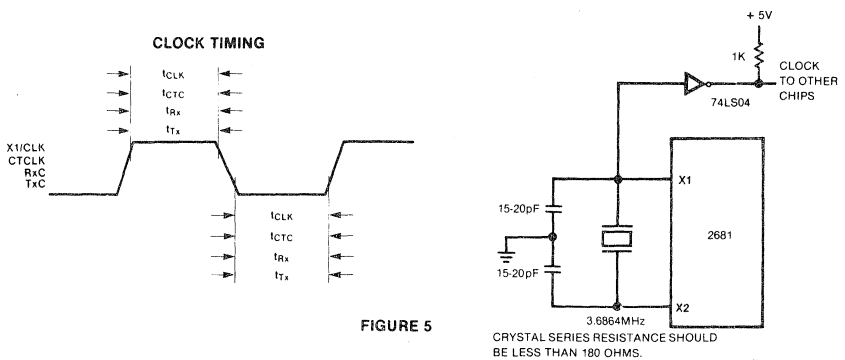 CLOCK TIMING
tCLK
tCTC
tRx
tTx
X1/CLK
CTCLK
RxC
TxC
tCLK
tCTC
tRx
tTx
FIGURE 5
+ 5V
1K
CLOCK
TO OTHER
CHIPS
74LS04
X1
15-20pF
2681
15-20pF
X2
3.6864MHz
CRYSTAL SERIES RESISTANCE SHOULD
BE LESS THAN 180 OHMS.